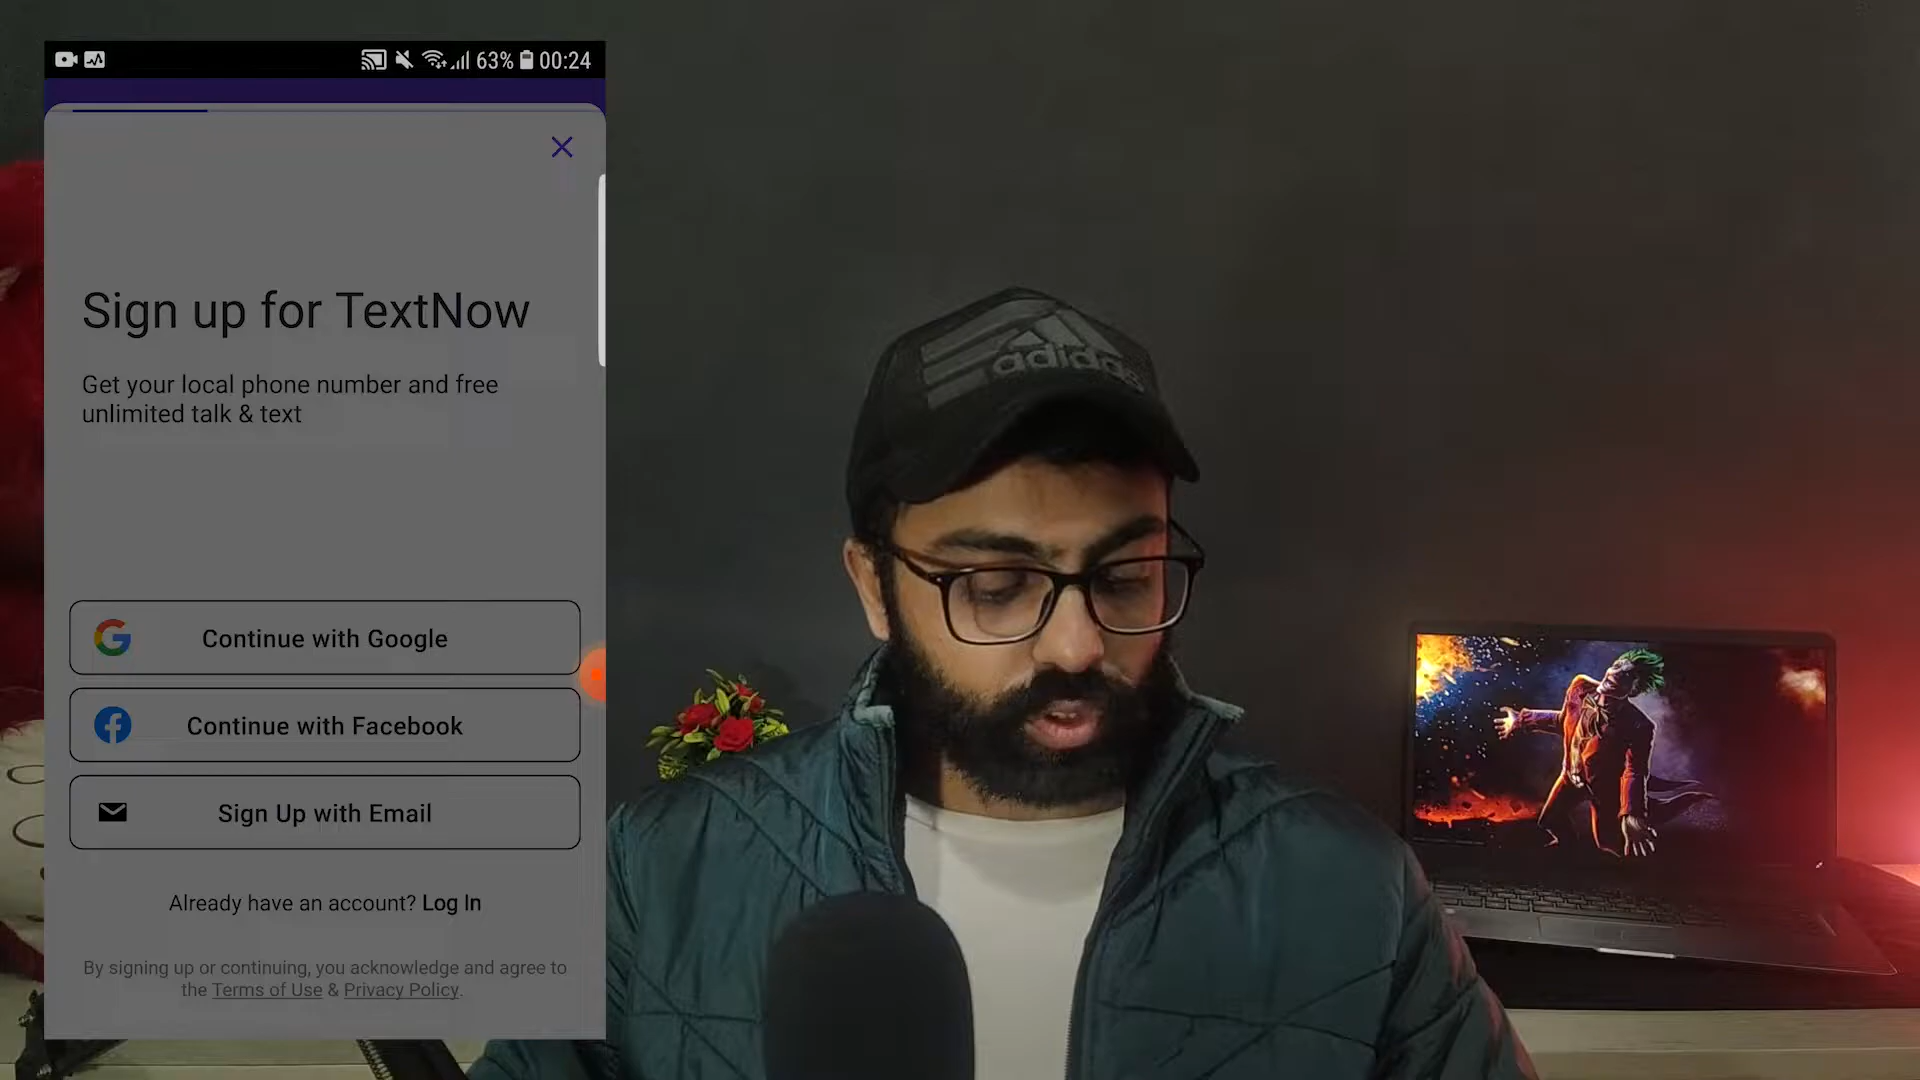 63% 00:24
Sign up for TextNow
Get your local phone number and free
unlimited talk & text
Continue with Google
Continue with Facebook
Sign Up with Email
Already have an account? Log In
By signing up or continuing, you acknowledge and agree to
the Terms of Use & Privacy Policy.
adidas